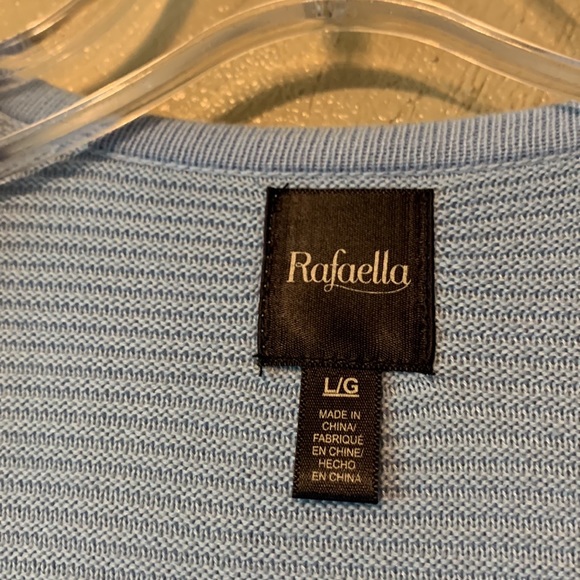 Rafaella
L/G
MADE IN
CHINA/
FABRIQUÉ
EN CHINE/
HECHO
EN CHINA